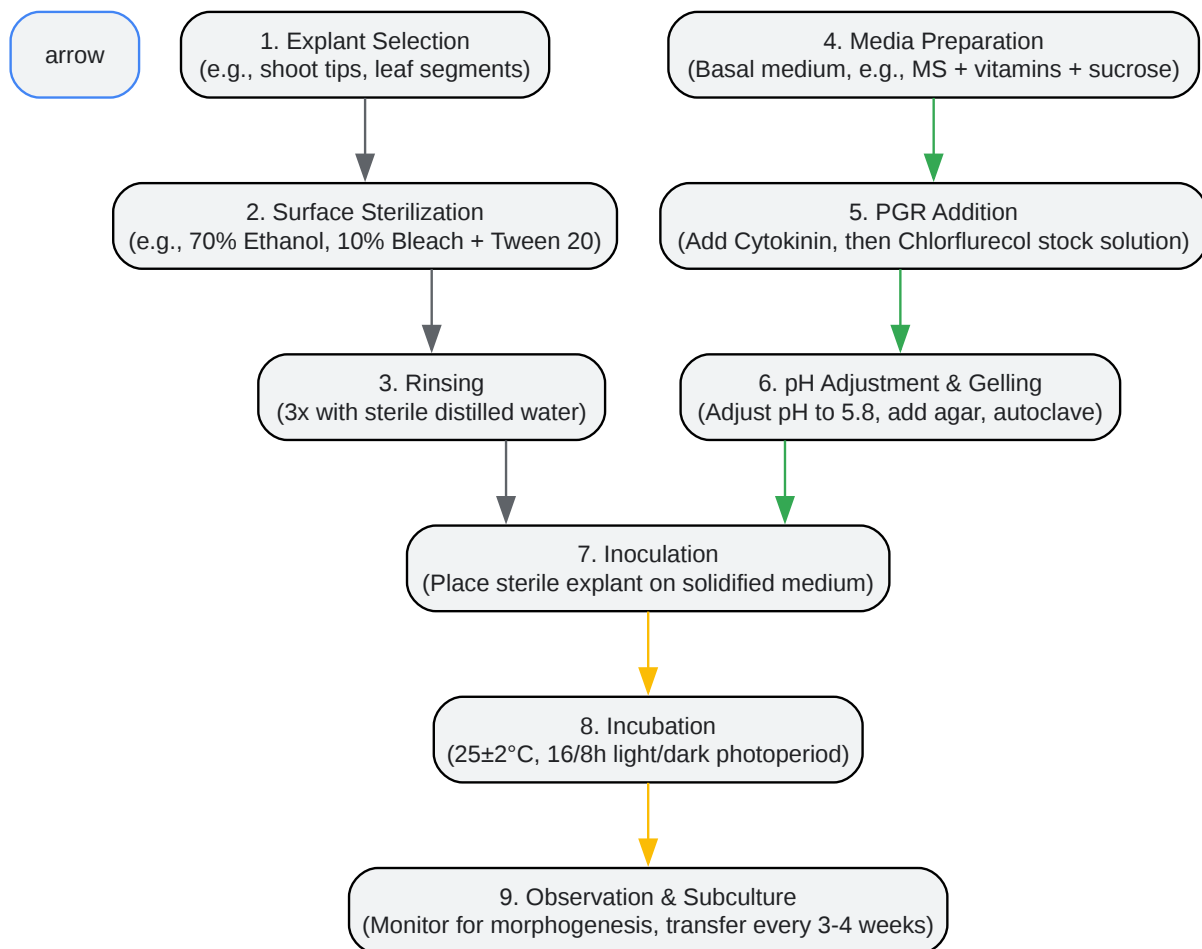 arrow
1. Explant Selection
(e.g., shoot tips, leaf segments)
4. Media Preparation
(Basal medium, e.g., MS + vitamins + sucrose)
2. Surface Sterilization
(e.g., 70% Ethanol, 10% Bleach + Tween 20)
5. PGR Addition
(Add Cytokinin, then Chlorflurecol stock solution)
3. Rinsing
(3x with sterile distilled water)
6. pH Adjustment & Gelling
(Adjust pH to 5.8, add agar, autoclave)
7. Inoculation
(Place sterile explant on solidified medium)
8. Incubation
(25±2°C, 16/8h light/dark photoperiod)
9. Observation & Subculture
(Monitor for morphogenesis, transfer every 3-4 weeks)